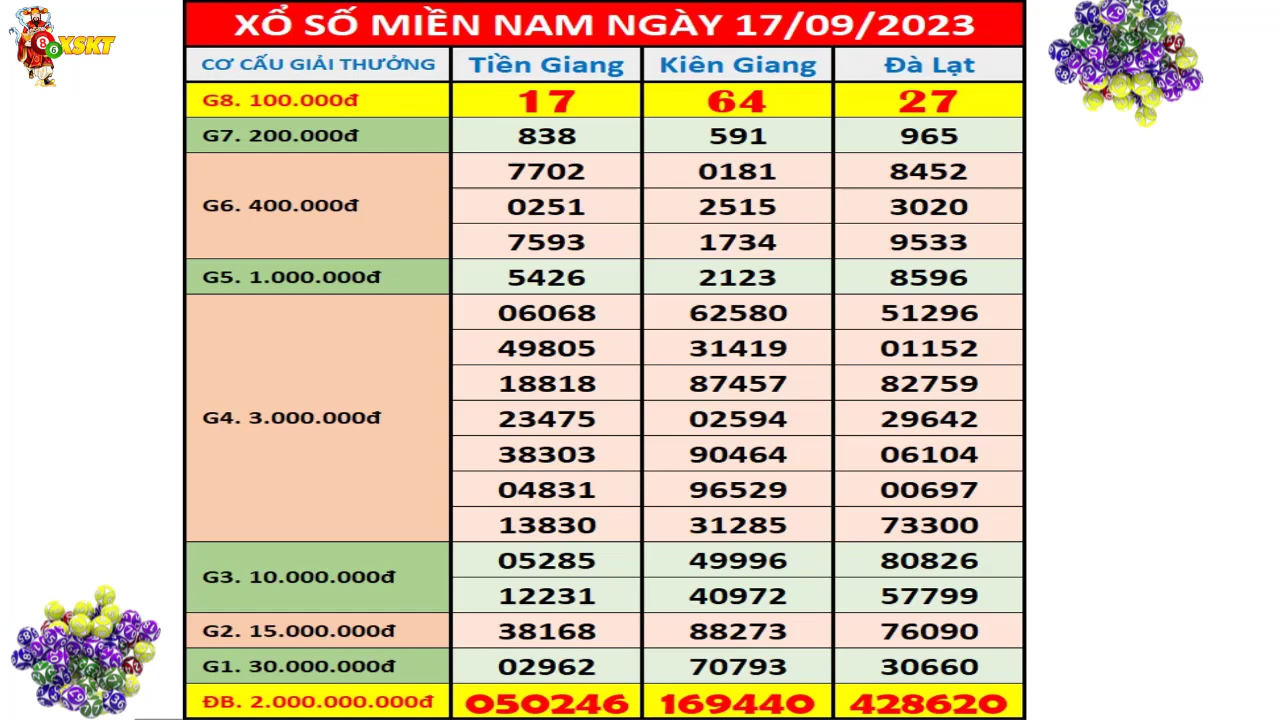 XSKT
XỔ SỐ MIỀN NAM NGÀY 17/09/2023
CƠ CẤU GIẢI THƯỞNG Tiền Giang Kiên Giang Đà Lạt
G8. 100.000đ 17 64 27
G7. 200.000đ 838 591 965
G6. 400.000đ 7702 0181 8452
0251 2515 3020
7593 1734 9533
G5. 1.000.000đ 5426 2123 8596
G4. 3.000.000đ 06068 62580 51296
49805 31419 01152
18818 87457 82759
23475 02594 29642
38303 90464 06104
04831 96529 00697
13830 31285 73300
G3. 10.000.000đ 05285 49996 80826
12231 40972 57799
G2. 15.000.000đ 38168 88273 76090
G1. 30.000.000đ 02962 70793 30660
ĐB. 2.000.000.000đ 050246 169440 428620